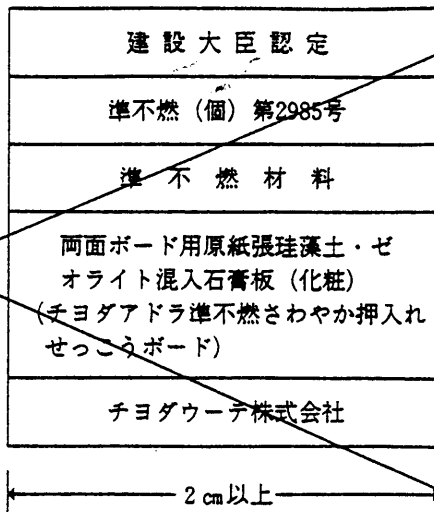 建設大臣認定
準不燃（個）第2985号
準不燃材料
両面ボード用原紙張珪藻土・ゼ
オライト混入石膏板（化粧）
(チヨダアドラ準不燃さわやか押入れ
せっこうボード)
チヨダウーテ株式会社
2cm以上